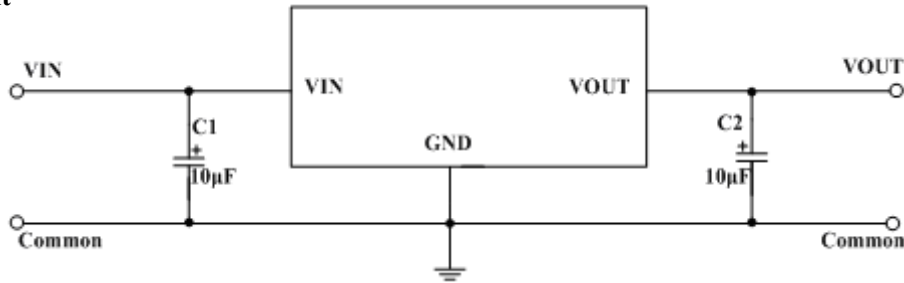 VIN
VOUT
VIN
VOUT
C1
+
10μF
GND
C2
+
10μF
Common
Common